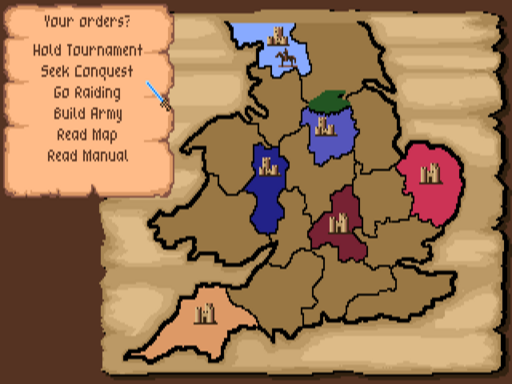 Your orders?
Hold Tournament
Seek Conquest
Go Raiding
Build Army
Read Map
Read Manual